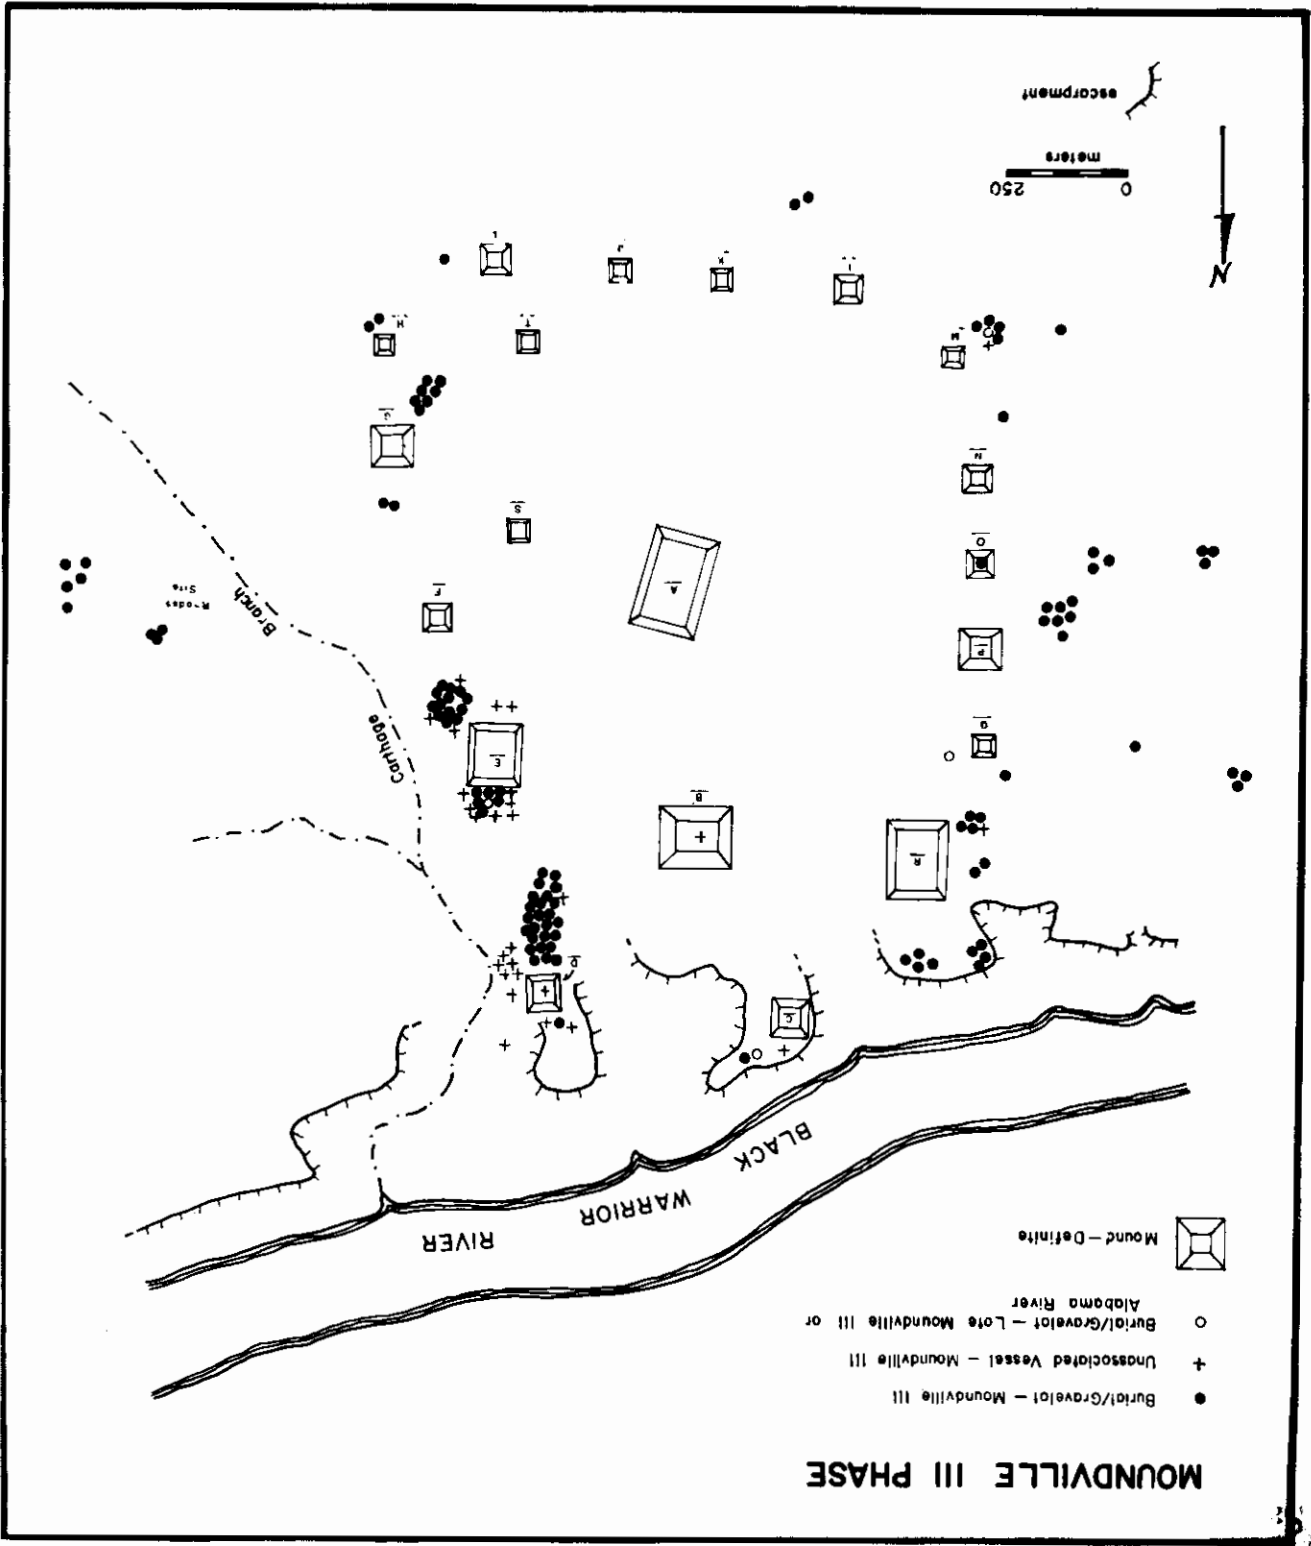 MOUNDVILLE III PHASE
Burial/Gravelot — Moundville III
Unassociated Vessel — Moundville III
Burial/Gravelot — Late Moundville III or
Alabama River
Mound—Definite
BLACK
WARRIOR
RIVER
C
D
R
B
E
Carthage
Q
P
A
F
Branch
Rhodes
Site
O
S
N
G
M
H
T
I
K
J
L
N
0
250
meters
escarpment